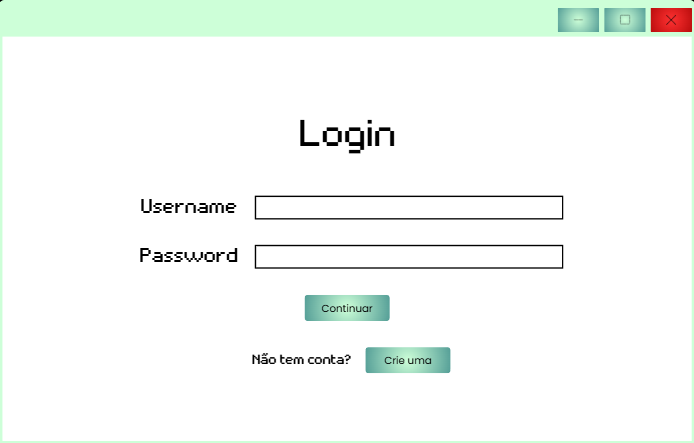 Login
Username
Password
Continuar
Não tem conta? Crie uma